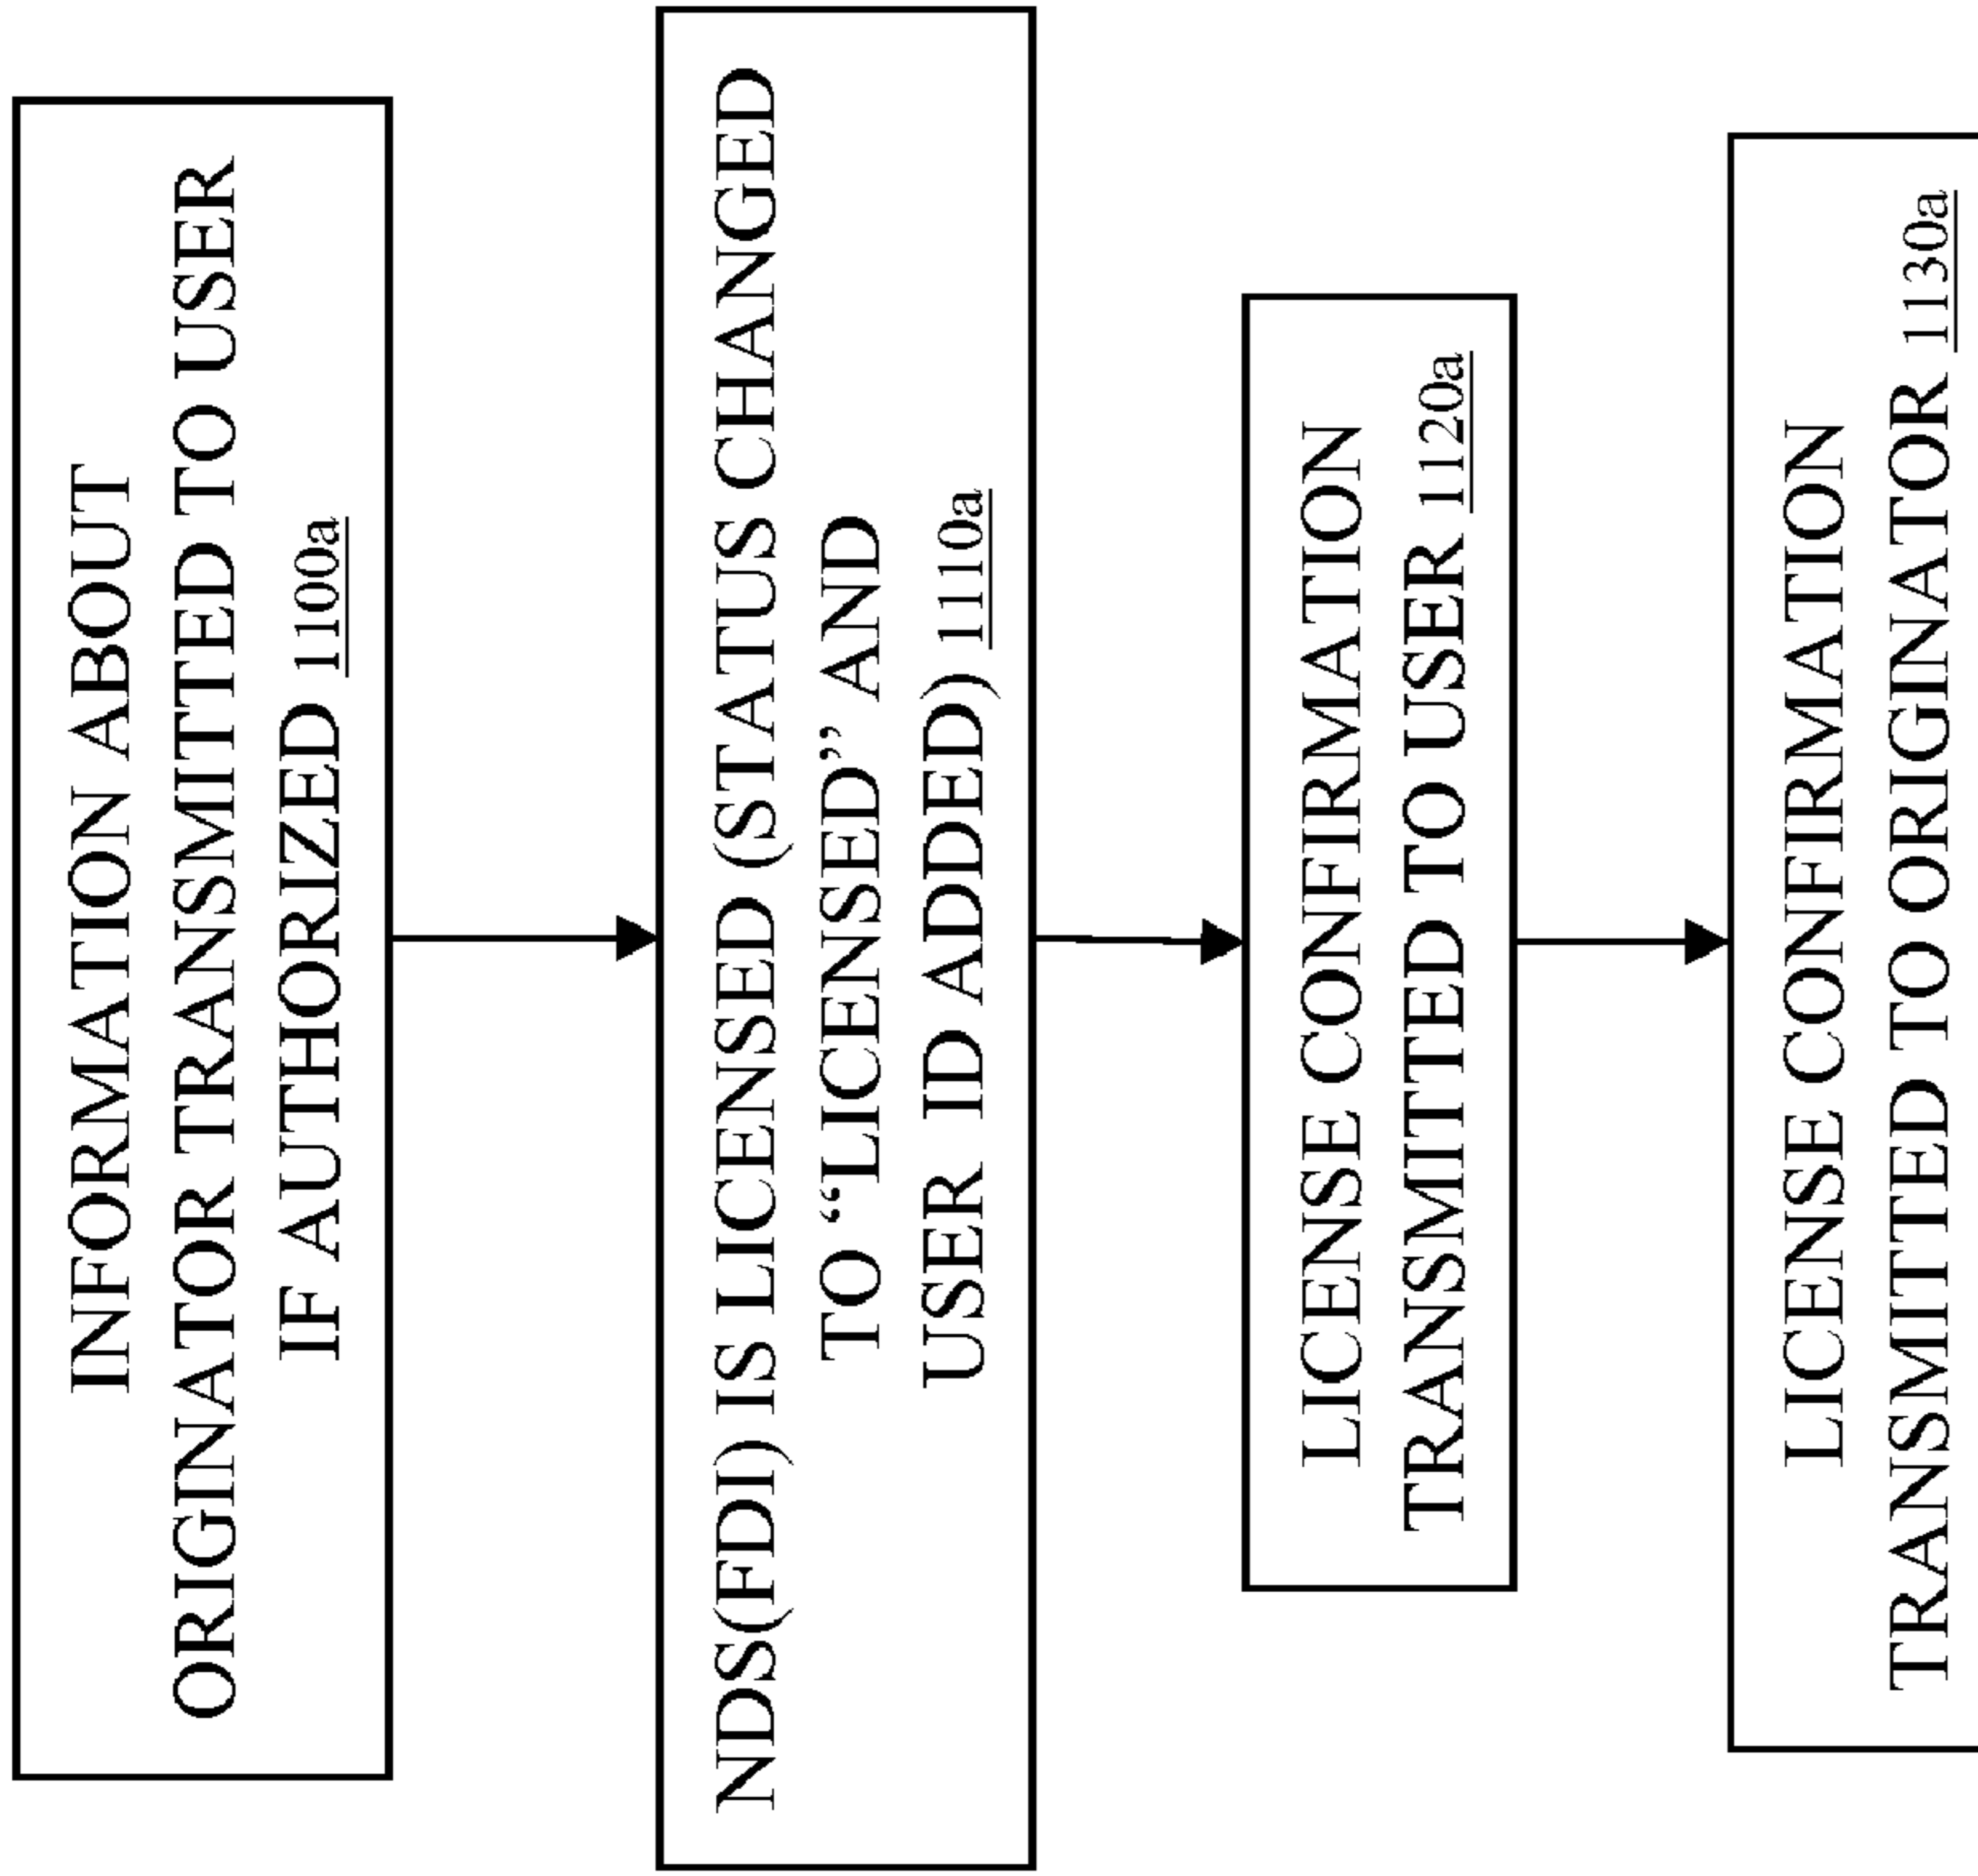 INFORMATION ABOUT
ORIGINATOR TRANSMITTED TO USER
IF AUTHORIZED 1100a
NDS(FDI) IS LICENSED (STATUS CHANGED
TO “LICENSED” AND
USER ID ADDED) 1110a
LICENSE CONFIRMATION
TRANSMITTED TO USER 1120a
LICENSE CONFIRMATION
TRANSMITTED TO ORIGINATOR 1130a